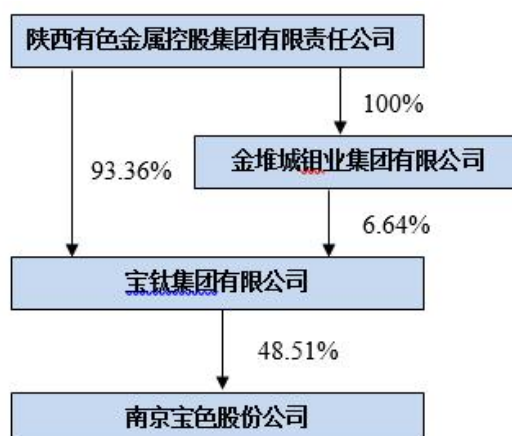 陕西有色金属控股集团有限责任公司
100%
金堆城钼业集团有限公司
93.36%
6.64%
宝钛集团有限公司
48.51%
南京宝色股份公司